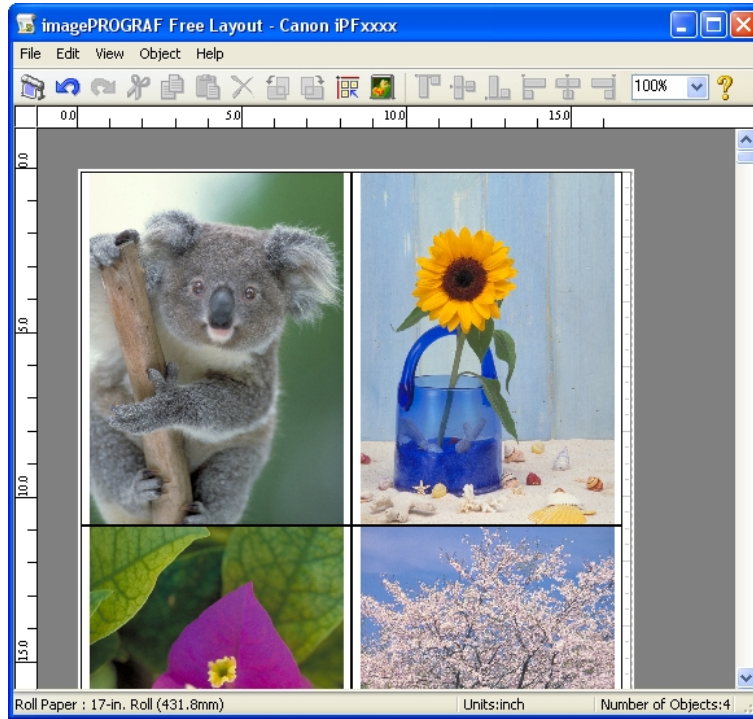 imagePROGRAF Free Layout - Canon iPFxxxx
File Edit View Object Help
100%
0.0 5.0 10.0 15.0
0.0
5.0
10.0
15.0
Roll Paper : 17-in. Roll (431.8mm) Units:inch Number of Objects:4